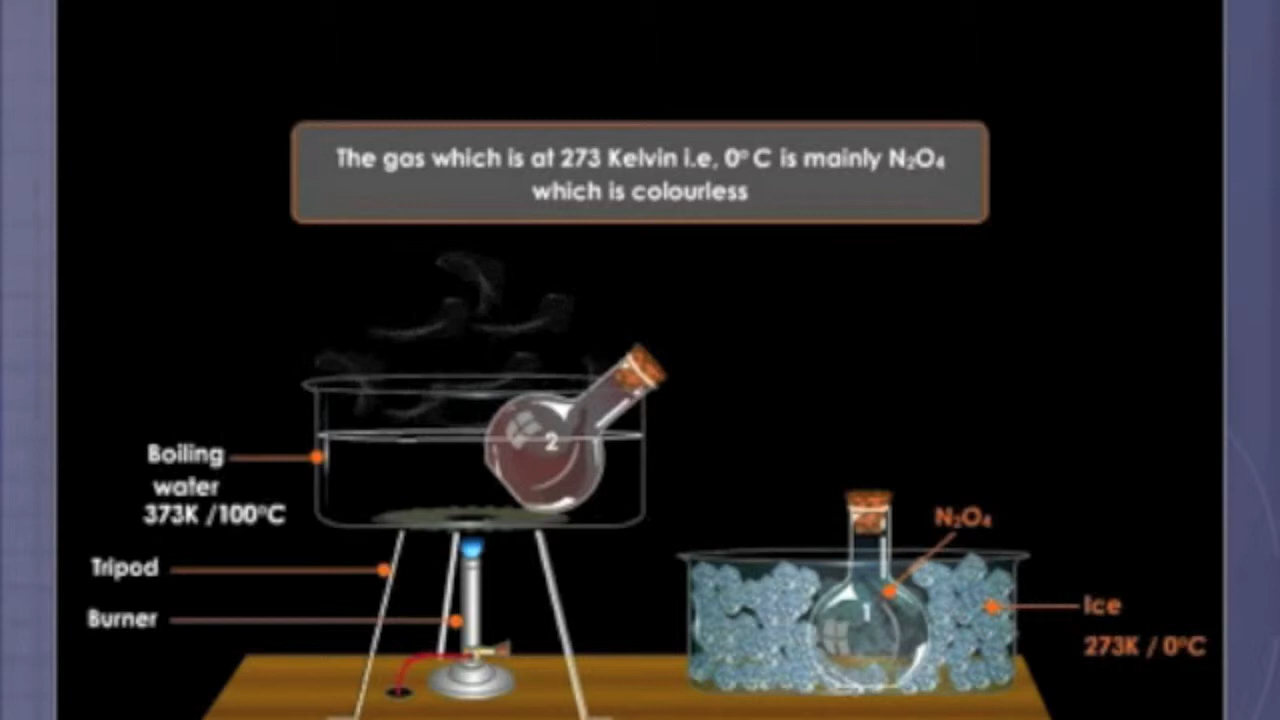 The gas which is at 273 Kelvin i.e, 0° C is mainly N₂O₄
which is colourless
2
Boiling
water
373K /100°C
N₂O₄
Tripod
1
Ice
Burner
273K / 0°C